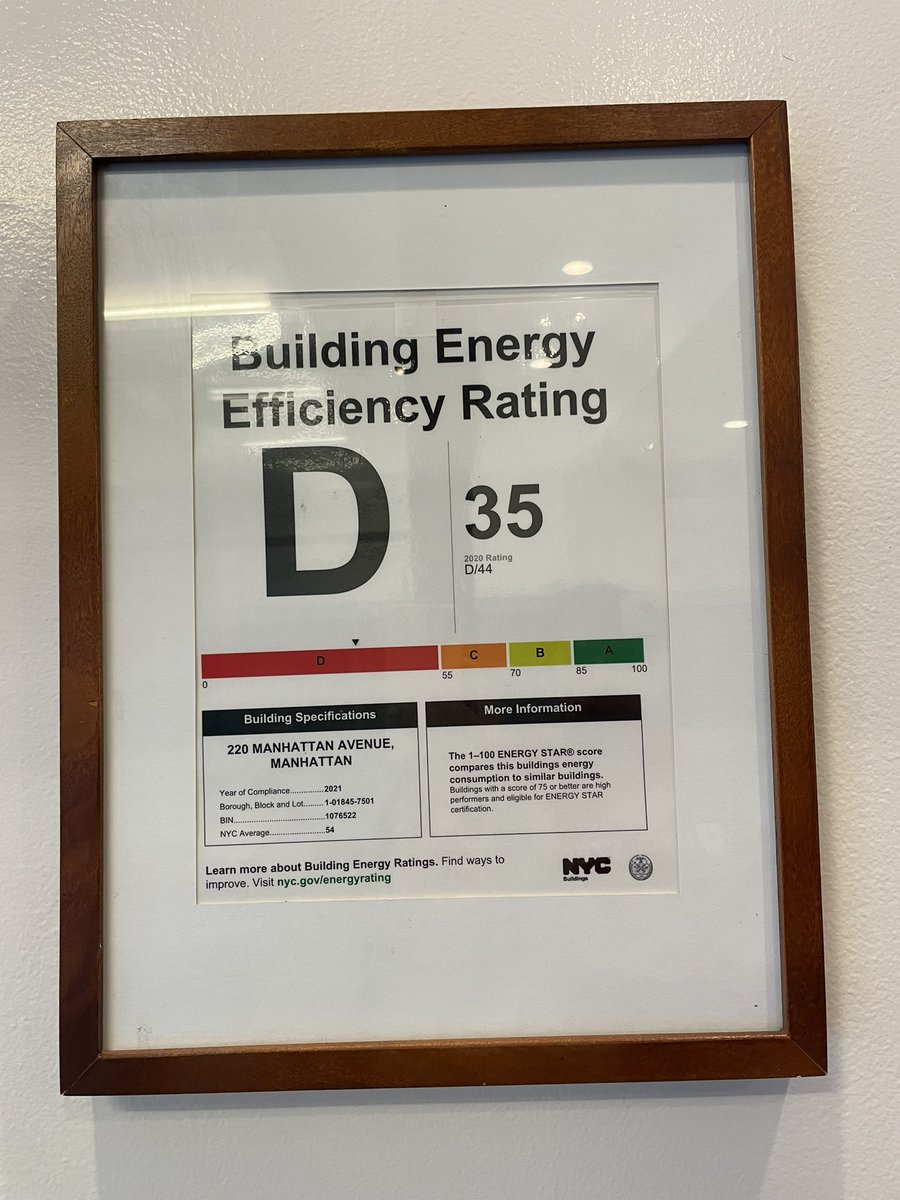 Building Energy
Efficiency Rating
D
35
2020 Rating
D/44
D C B A
0 55 70 85 100
Building Specifications
220 MANHATTAN AVENUE,
MANHATTAN
Year of Compliance...............2021
Borough, Block and Lot.........1-01845-7501
BIN..........................................1076522
NYC Average.........................54
More Information
The 1–100 ENERGY STAR® score
compares this buildings energy
consumption to similar buildings.
Buildings with a score of 75 or better are high
performers and eligible for ENERGY STAR
certification.
Learn more about Building Energy Ratings. Find ways to
improve. Visit nyc.gov/energyrating
NYC
Buildings